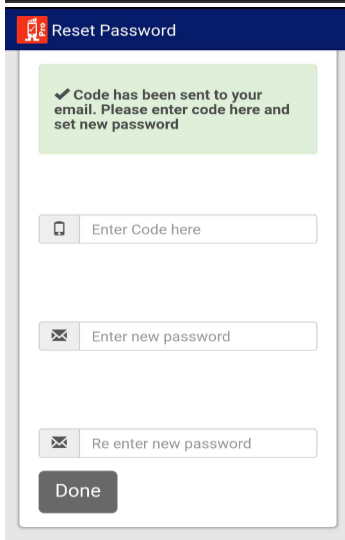 Pro
Reset Password
✔ Code has been sent to your
email. Please enter code here and
set new password
Enter Code here
Enter new password
Re enter new password
Done